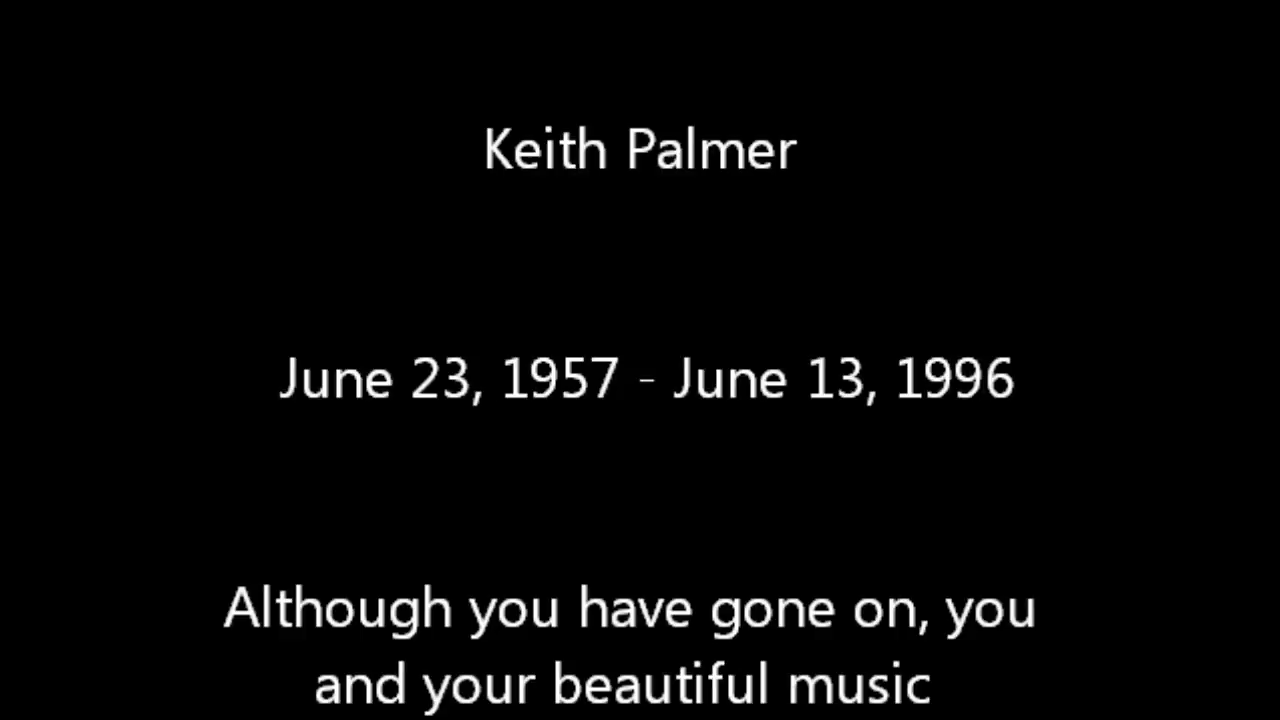 Keith Palmer
June 23, 1957 - June 13, 1996
Although you have gone on, you
and your beautiful music